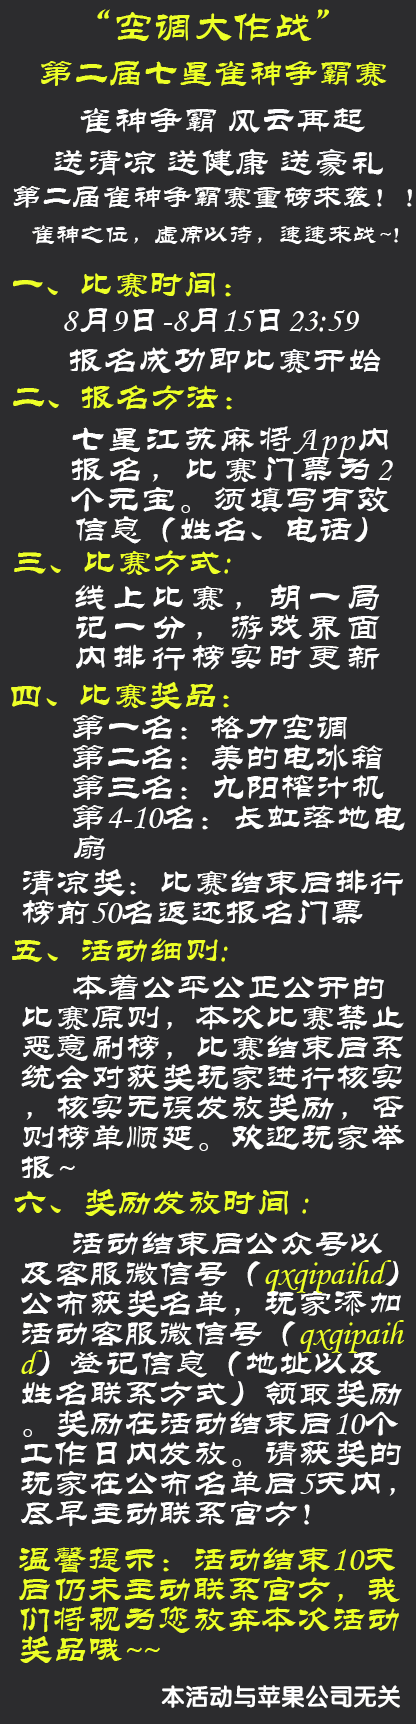 “空调大作战”
第二届七星雀神争霸赛
雀神争霸 风云再起
送清凉 送健康 送豪礼
第二届雀神争霸赛重磅来袭！！
雀神之位，虚席以待，速速来战~!
一、比赛时间：
8月9日-8月15日 23:59
报名成功即比赛开始
二、报名方法：
七星江苏麻将App内
报名，比赛门票为2
个元宝。须填写有效
信息（姓名、电话）
三、比赛方式:
线上比赛，胡一局
记一分，游戏界面
内排行榜实时更新
四、比赛奖品：
第一名：格力空调
第二名：美的电冰箱
第三名：九阳榨汁机
第4-10名：长虹落地电
扇
清凉奖：比赛结束后排行
榜前50名返还报名门票
五、活动细则:
本着公平公正公开的
比赛原则，本次比赛禁止
恶意刷榜，比赛结束后系
统会对获奖玩家进行核实
，核实无误发放奖励，否
则榜单顺延。欢迎玩家举
报~
六、奖励发放时间：
活动结束后公众号以
及客服微信号（qxqipaihd）
公布获奖名单，玩家添加
活动客服微信号（qxqipaih
d）登记信息（地址以及
姓名联系方式）领取奖励
。奖励在活动结束后10个
工作日内发放。请获奖的
玩家在公布名单后5天内，
尽早主动联系官方！
温馨提示：活动结束10天
后仍未主动联系官方，我
们将视为您放弃本次活动
奖品哦~~
本活动与苹果公司无关